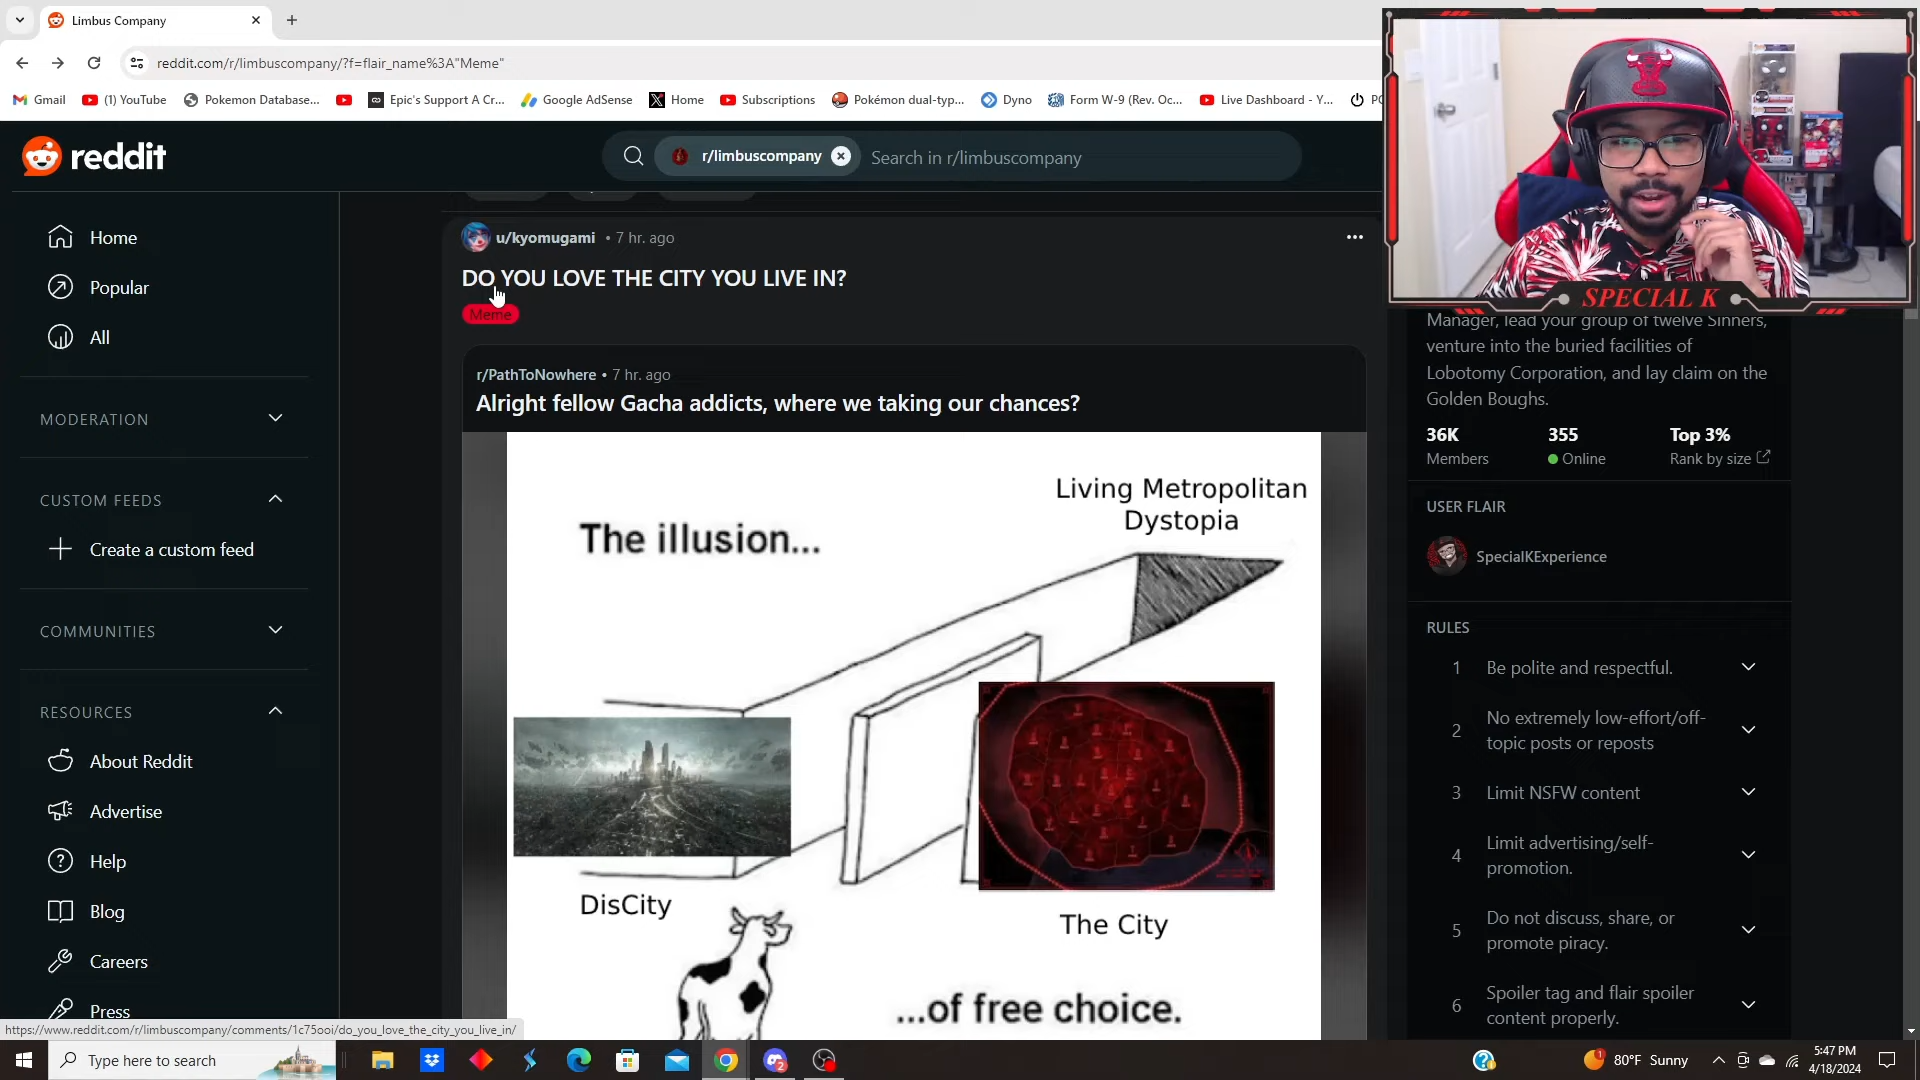 Limbus Company
reddit.com/r/limbuscompany/?f=flair_name%3A"Meme"
Gmail
(1) YouTube
Pokemon Database...
Epic's Support A Cr...
Google AdSense
Home
Subscriptions
Pokémon dual-typ...
Dyno
Form W-9 (Rev. Oc...
Live Dashboard - Y...
reddit
r/limbuscompany
Search in r/limbuscompany
SPECIAL K
Home
Popular
All
MODERATION
CUSTOM FEEDS
Create a custom feed
COMMUNITIES
RESOURCES
About Reddit
Advertise
Help
Blog
Careers
Press
u/kyomugami • 7 hr. ago
DO YOU LOVE THE CITY YOU LIVE IN?
Meme
r/PathToNowhere • 7 hr. ago
Alright fellow Gacha addicts, where we taking our chances?
Living Metropolitan
Dystopia
The illusion...
DisCity
The City
...of free choice.
Manager, lead your group of twelve Sinners,
venture into the buried facilities of
Lobotomy Corporation, and lay claim on the
Golden Boughs.
36K
Members
355
Online
Top 3%
Rank by size
USER FLAIR
SpecialKExperience
RULES
1 Be polite and respectful.
2 No extremely low-effort/off-
topic posts or reposts
3 Limit NSFW content
4 Limit advertising/self-
promotion.
5 Do not discuss, share, or
promote piracy.
6 Spoiler tag and flair spoiler
content properly.
https://www.reddit.com/r/limbuscompany/comments/1c75ooi/do_you_love_the_city_you_live_in/
Type here to search
80°F Sunny
5:47 PM
4/18/2024